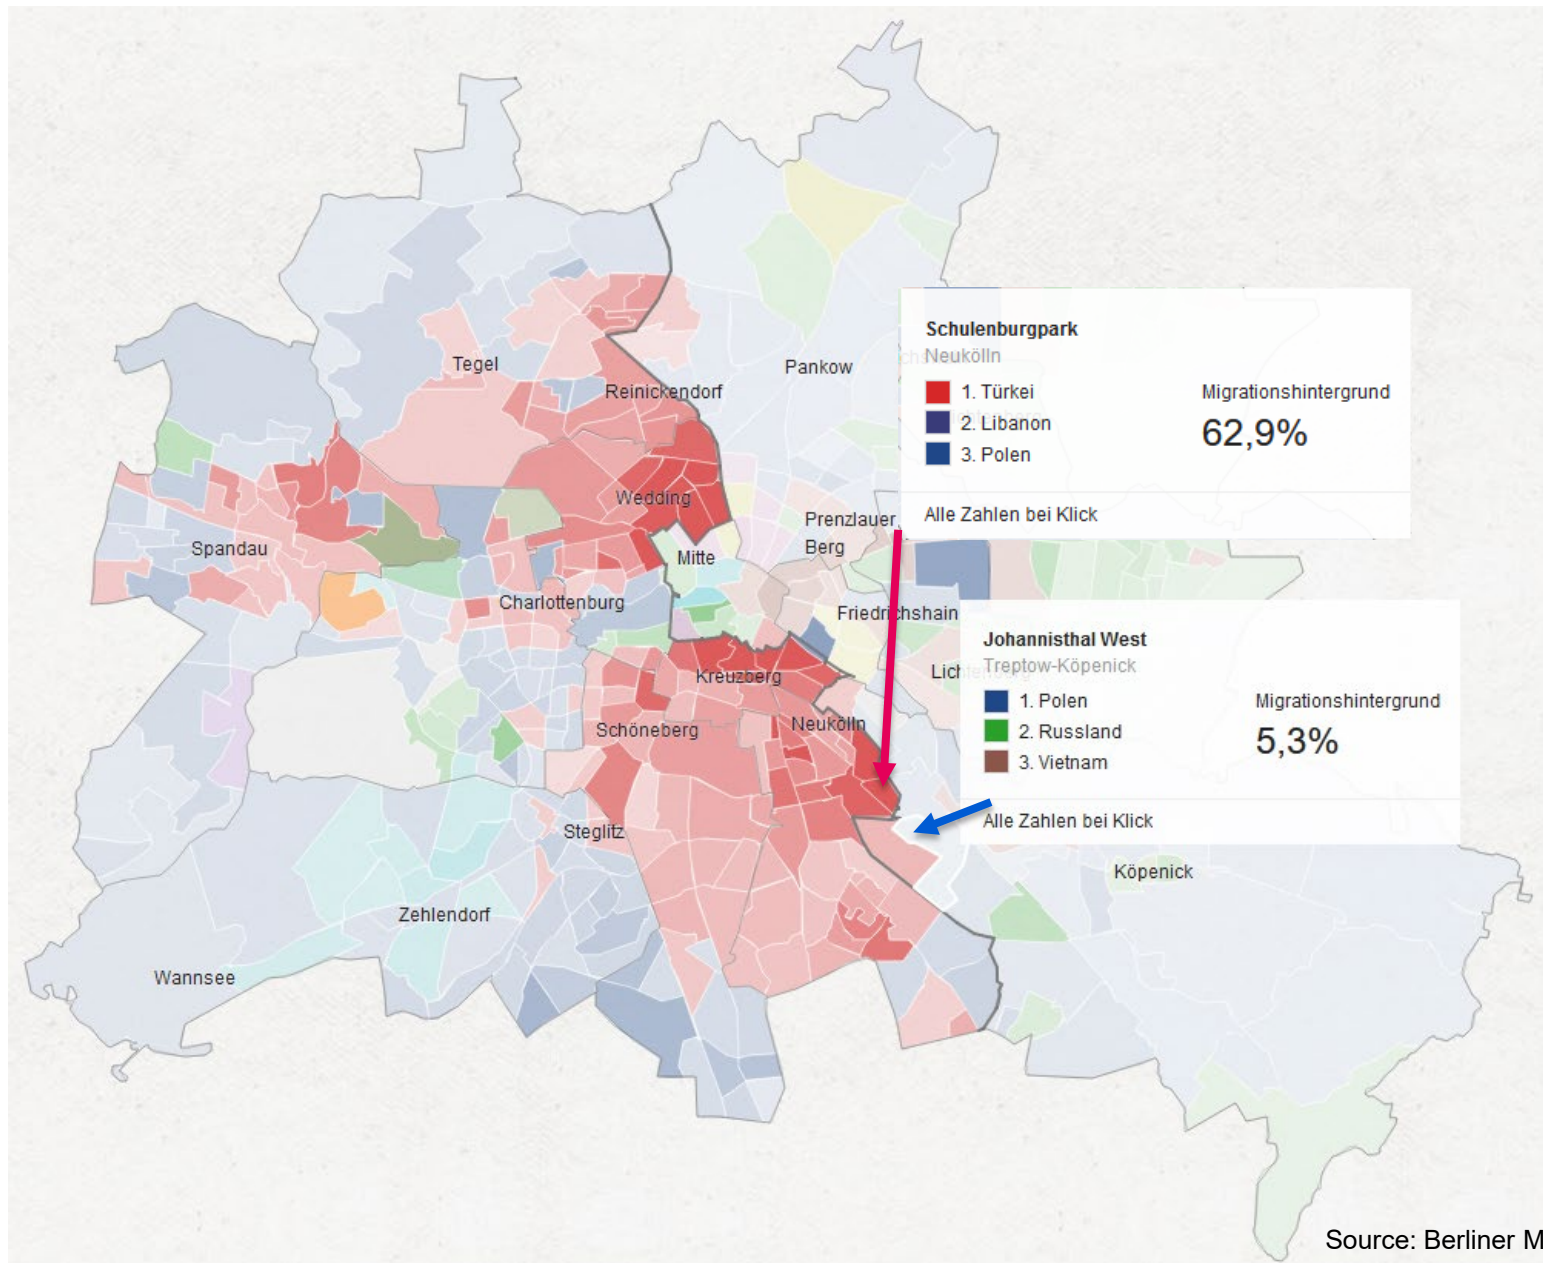 Tegel
Reinickendorf
Pankow
Wedding
Spandau
Mitte
Prenzlauer
Berg
Charlottenburg
Friedrichshain
Kreuzberg
Schöneberg
Neukölln
Steglitz
Zehlendorf
Wannsee
Köpenick
Schulenburgpark
Neukölln
1. Türkei
2. Libanon
3. Polen
Migrationshintergrund
62,9%
Alle Zahlen bei Klick
Johannisthal West
Treptow-Köpenick
1. Polen
2. Russland
3. Vietnam
Migrationshintergrund
5,3%
Alle Zahlen bei Klick
Source: Berliner M